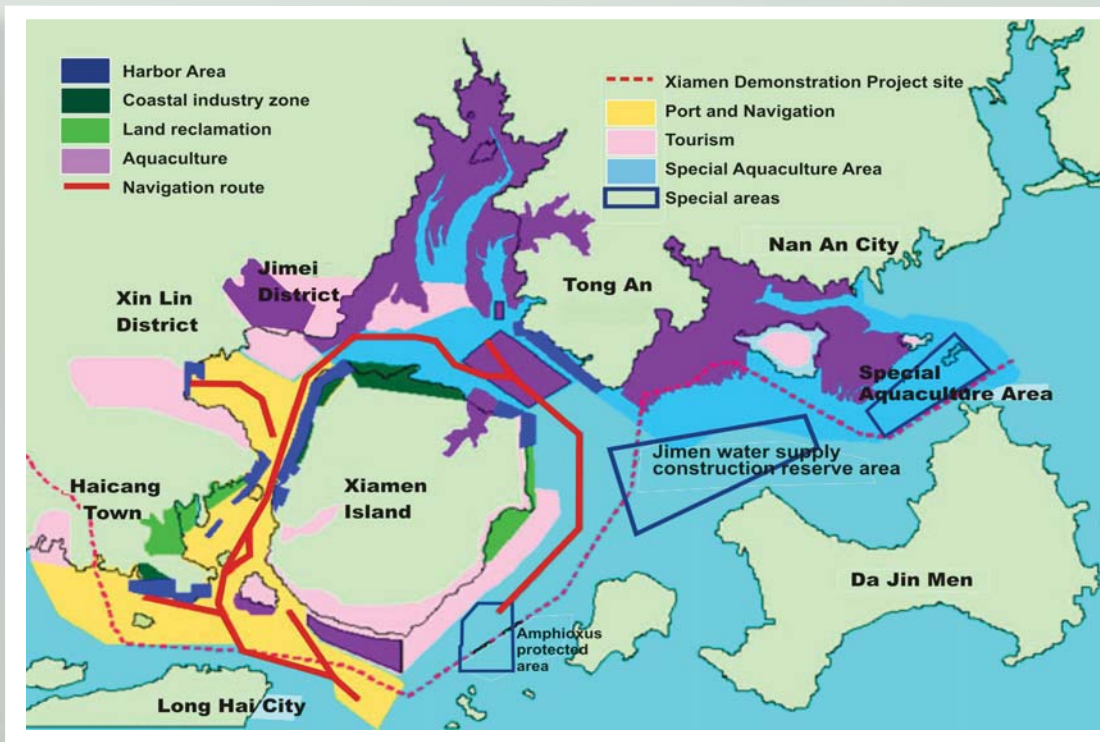 Harbor Area
Coastal industry zone
Land reclamation
Aquaculture
Navigation route
Xiamen Demonstration Project site
Port and Navigation
Tourism
Special Aquaculture Area
Special areas
Nan An City
Jimei
District
Tong An
Xin Lin
District
Special
Aquaculture Area
Jimen water supply
construction reserve area
Haicang
Town
Xiamen
Island
Da Jin Men
Amphioxus
protected
area
Long Hai City